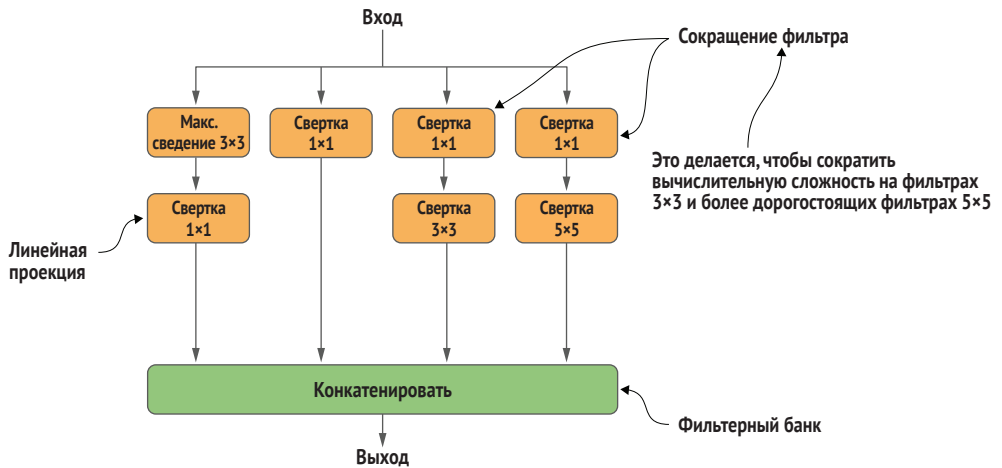 Вход
Сокращение фильтра
Макс.
сведение 3×3
Свертка
1×1
Свертка
1×1
Свертка
1×1
Это делается, чтобы сократить
вычислительную сложность на фильтрах
3×3 и более дорогостоящих фильтрах 5×5
Свертка
1×1
Свертка
3×3
Свертка
5×5
Линейная
проекция
Конкатенировать
Фильтерный банк
Выход